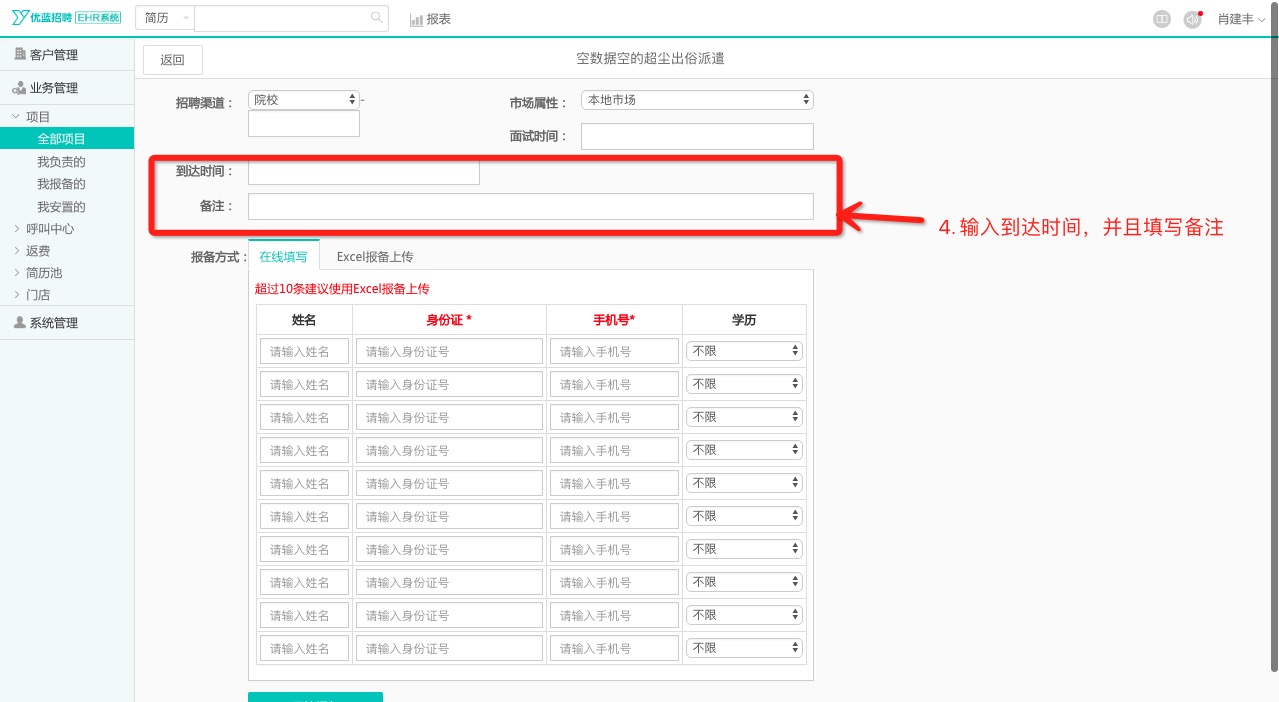 优蓝招聘 EHR系统 简历 报表 肖建丰
客户管理
业务管理
项目
全部项目
我负责的
我报备的
我安置的
呼叫中心
返费
简历池
门店
系统管理
返回 空数据空的超尘出俗派遣
招聘渠道： 院校 - 市场属性： 本地市场
面试时间：
到达时间：
备注：
4. 输入到达时间，并且填写备注
报备方式： 在线填写 Excel报备上传
超过10条建议使用Excel报备上传
姓名 身份证 * 手机号* 学历
请输入姓名 请输入身份证号 请输入手机号 不限
请输入姓名 请输入身份证号 请输入手机号 不限
请输入姓名 请输入身份证号 请输入手机号 不限
请输入姓名 请输入身份证号 请输入手机号 不限
请输入姓名 请输入身份证号 请输入手机号 不限
请输入姓名 请输入身份证号 请输入手机号 不限
请输入姓名 请输入身份证号 请输入手机号 不限
请输入姓名 请输入身份证号 请输入手机号 不限
请输入姓名 请输入身份证号 请输入手机号 不限
请输入姓名 请输入身份证号 请输入手机号 不限